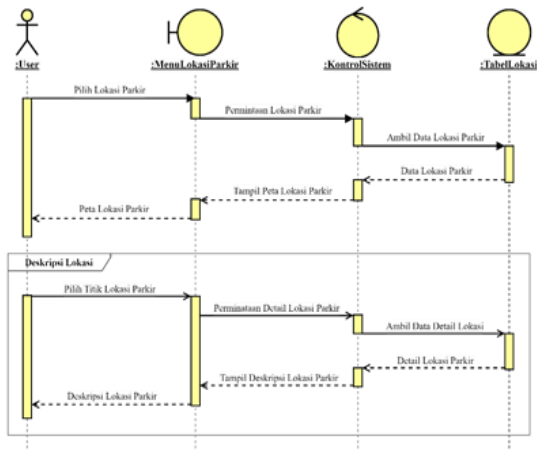 :User
:MenuLokasiParkir
:KontrolSistem
:TabelLokasi
Pilih Lokasi Parkir
Permintaan Lokasi Parkir
Ambil Data Lokasi Parkir
Data Lokasi Parkir
Tampil Peta Lokasi Parkir
Peta Lokasi Parkir
Deskripsi Lokasi
Pilih Titik Lokasi Parkir
Perminataan Detail Lokasi Parkir
Ambil Data Detail Lokasi
Detail Lokasi Parkir
Tampil Deskripsi Lokasi Parkir
Deskripsi Lokasi Parkir